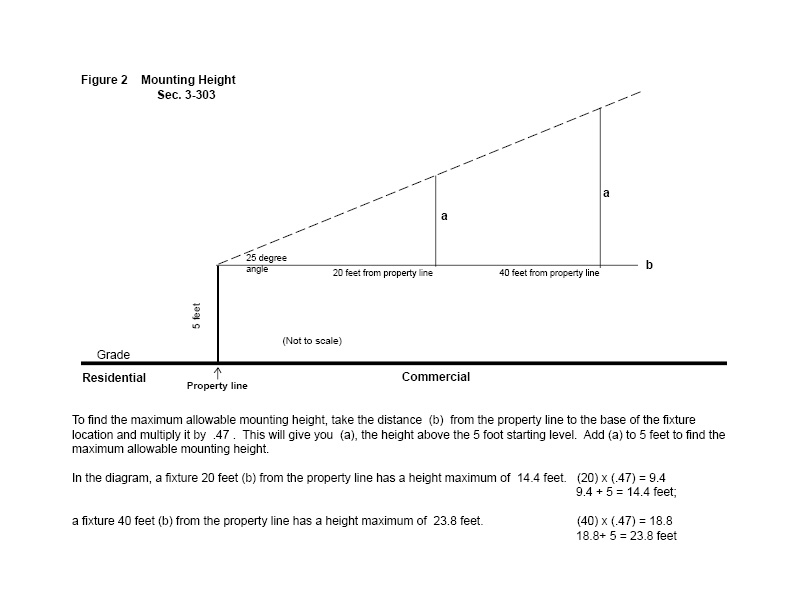 Figure 2 Mounting Height
Sec. 3-303
a
a
25 degree
angle
b
20 feet from property line
40 feet from property line
5 feet
(Not to scale)
Grade
Residential
Commercial
Property line
To find the maximum allowable mounting height, take the distance (b) from the property line to the base of the fixture
location and multiply it by .47 . This will give you (a), the height above the 5 foot starting level. Add (a) to 5 feet to find the
maximum allowable mounting height.
In the diagram, a fixture 20 feet (b) from the property line has a height maximum of 14.4 feet. (20) x (.47) = 9.4
9.4 + 5 = 14.4 feet;
a fixture 40 feet (b) from the property line has a height maximum of 23.8 feet. (40) x (.47) = 18.8
18.8+ 5 = 23.8 feet